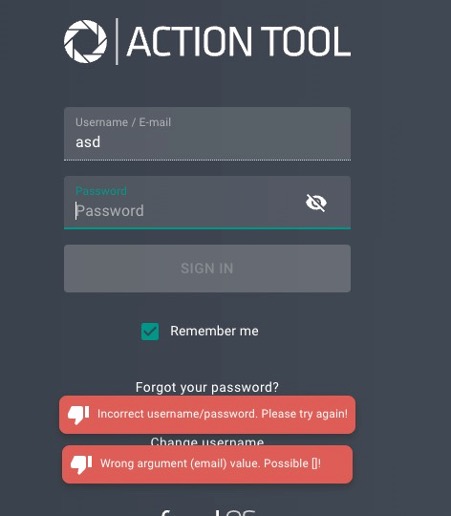 ACTION TOOL
Username / E-mail
asd
Password
Password
SIGN IN
Remember me
Forgot your password?
Incorrect username/password. Please try again!
Change username
Wrong argument (email) value. Possible []!